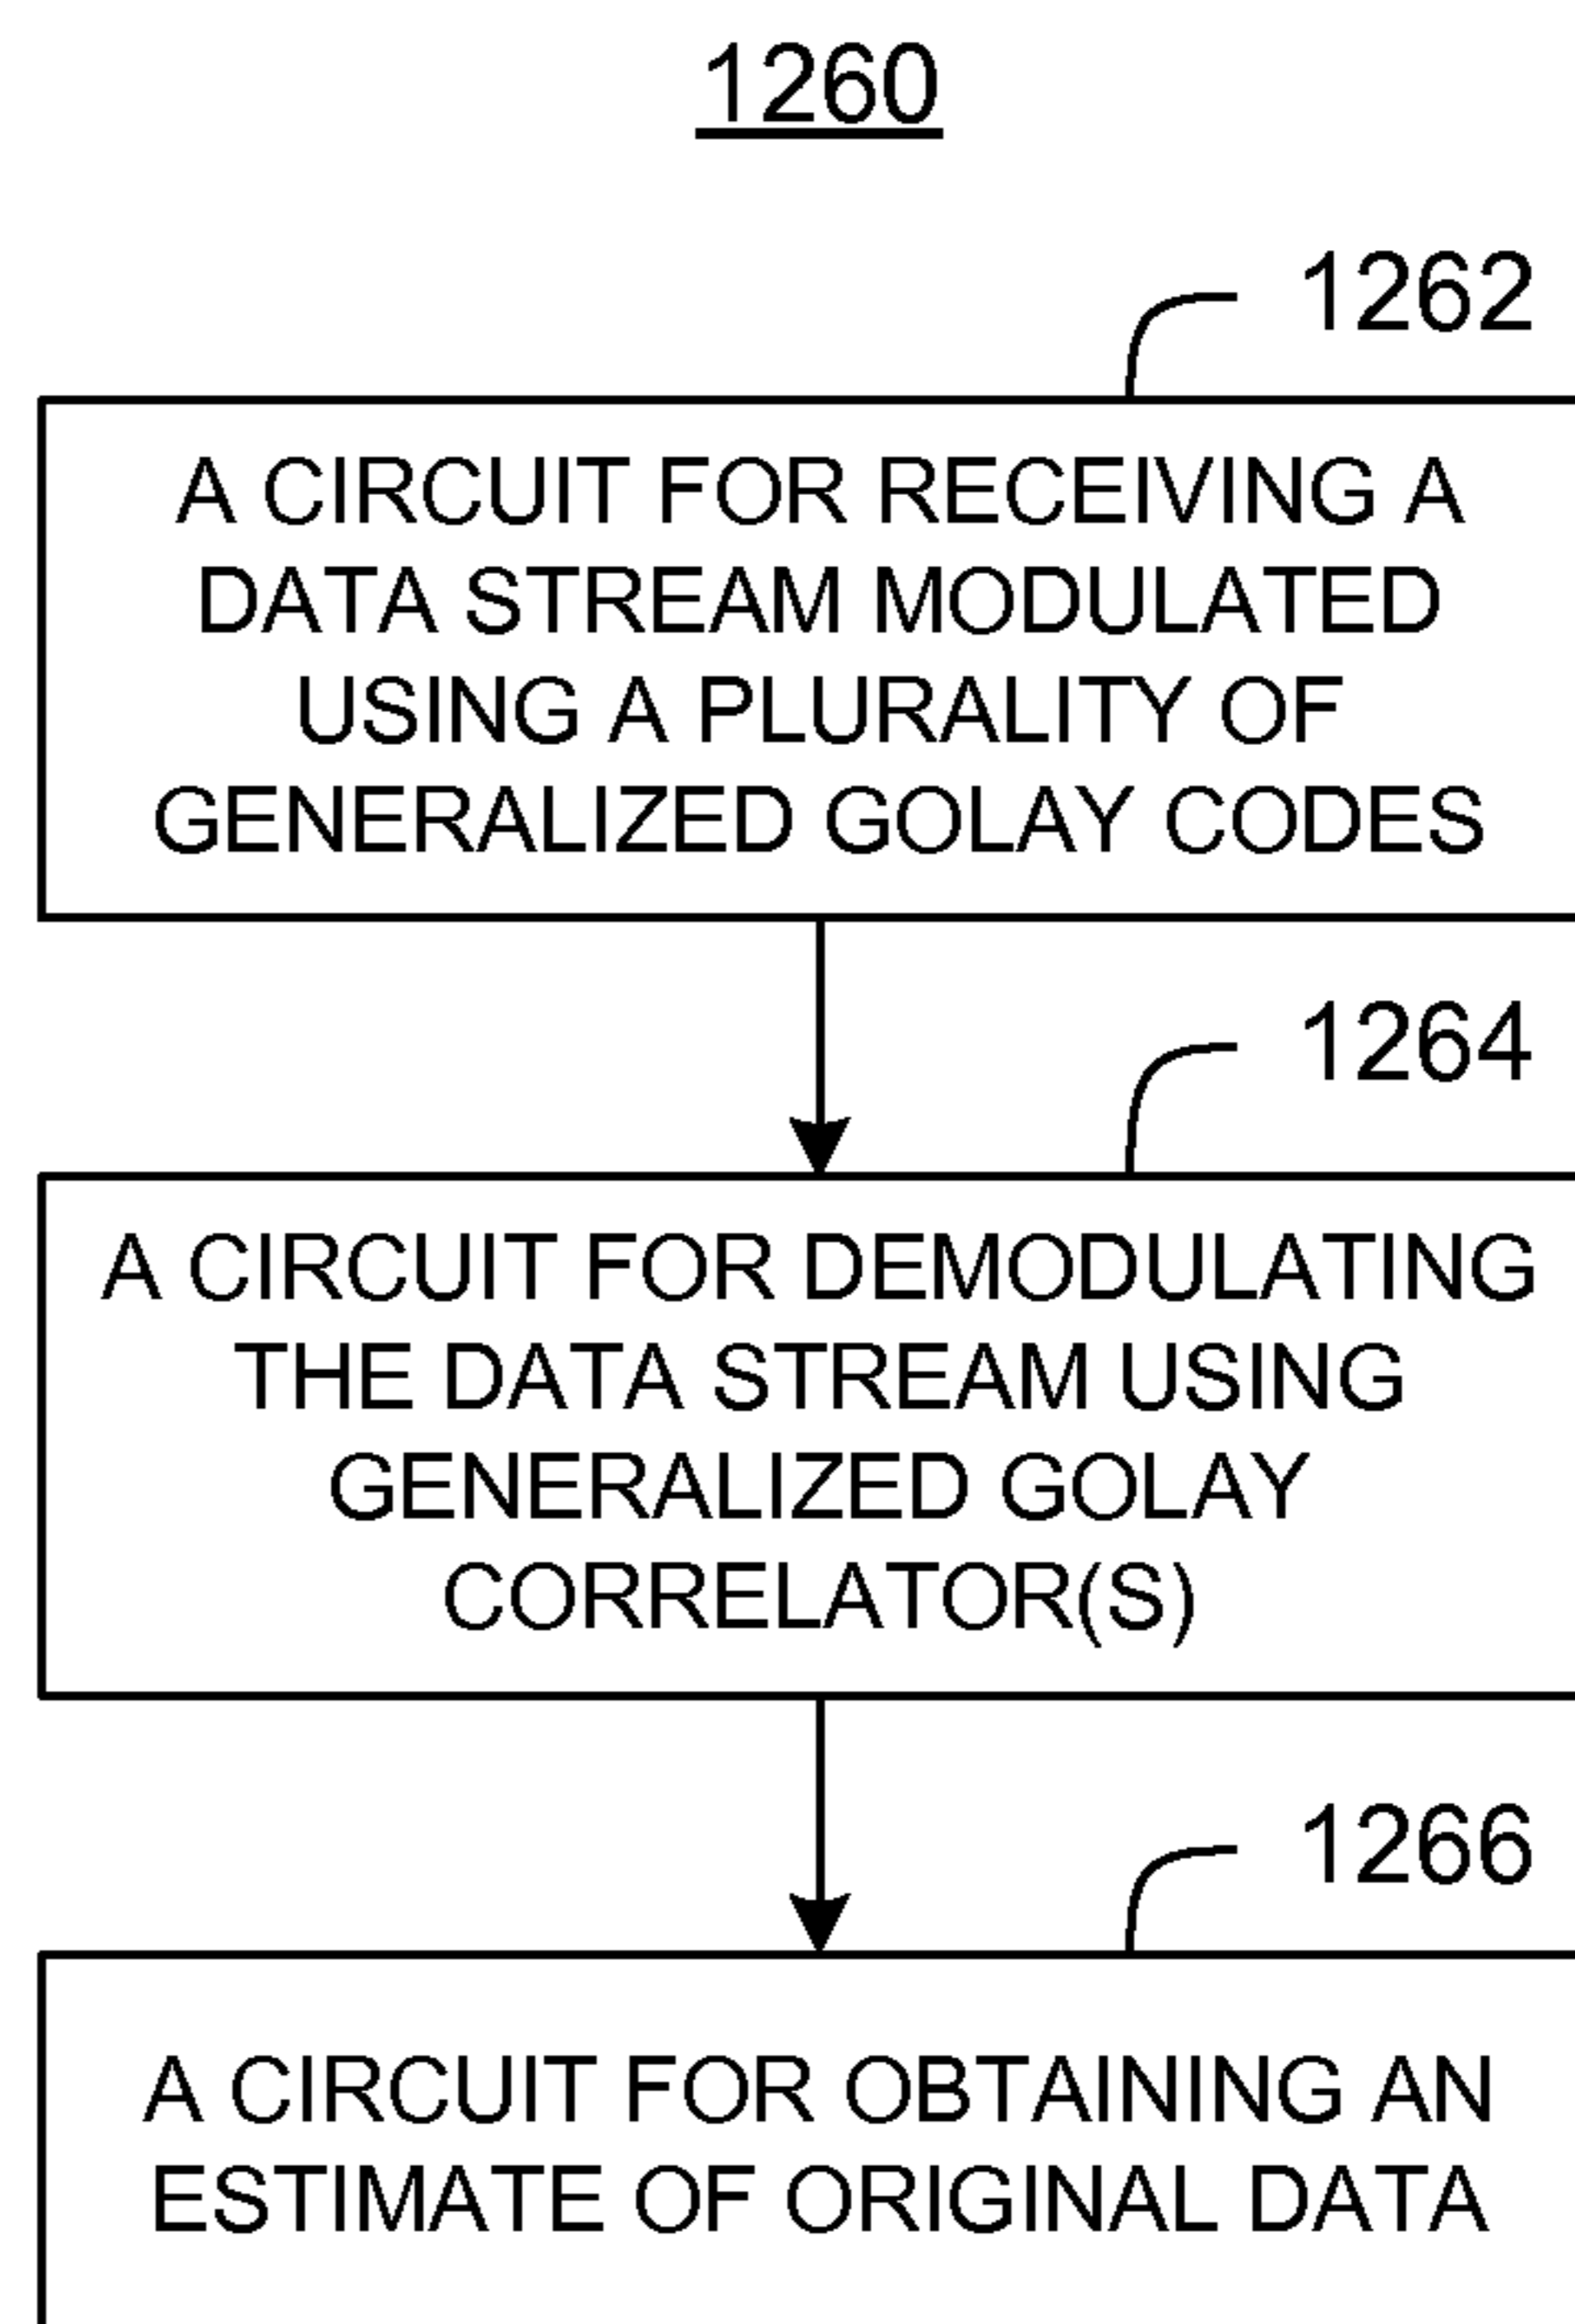 1260
1262
A CIRCUIT FOR RECEIVING A
DATA STREAM MODULATED
USING A PLURALITY OF
GENERALIZED GOLAY CODES
1264
A CIRCUIT FOR DEMODULATING
THE DATA STREAM USING
GENERALIZED GOLAY
CORRELATOR(S)
1266
A CIRCUIT FOR OBTAINING AN
ESTIMATE OF ORIGINAL DATA